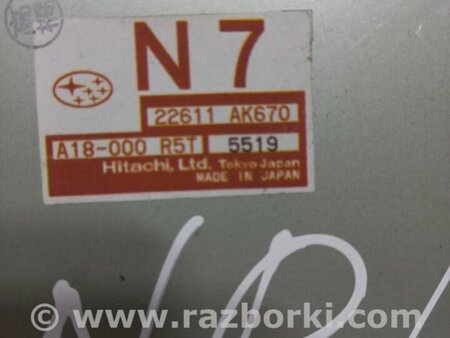 N 7
22611 AK670
A18-000 R5T 5519
Hitachi, Ltd. Tokyo Japan
MADE IN JAPAN
© www.razborki.com /